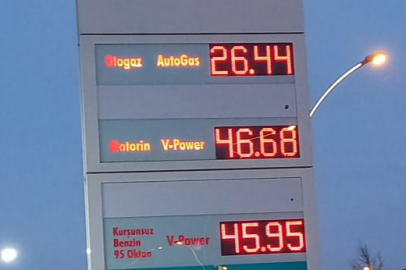 Otogaz AutoGas 26.44
Motorin V-Power 46.68
Kurşunsuz
Benzin V-Power 45.95
95 Oktan